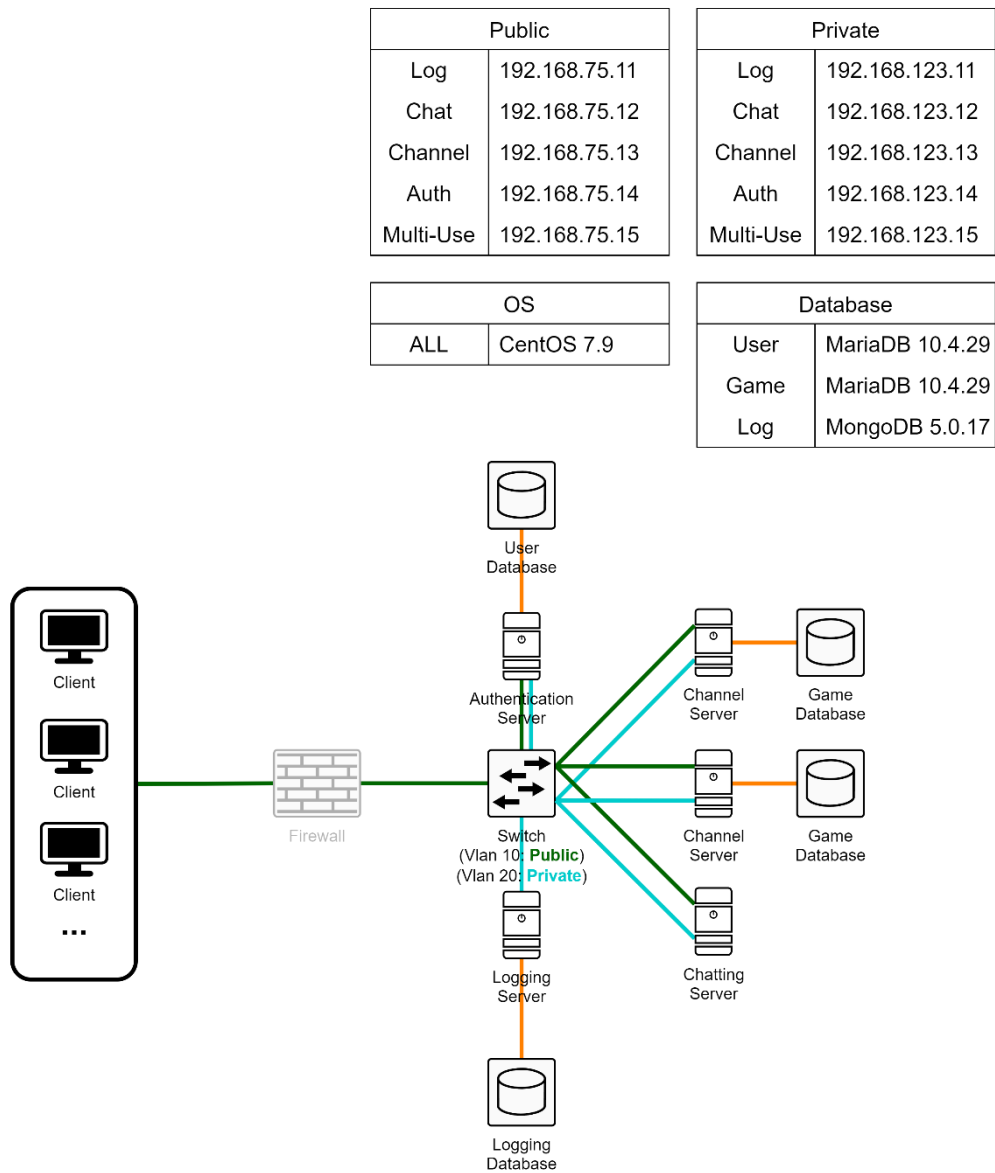 Public
Log 192.168.75.11
Chat 192.168.75.12
Channel 192.168.75.13
Auth 192.168.75.14
Multi-Use 192.168.75.15
Private
Log 192.168.123.11
Chat 192.168.123.12
Channel 192.168.123.13
Auth 192.168.123.14
Multi-Use 192.168.123.15
OS
ALL CentOS 7.9
Database
User MariaDB 10.4.29
Game MariaDB 10.4.29
Log MongoDB 5.0.17
User
Database
Authentication
Server
Client
Client
Client
...
Firewall
Switch
(Vlan 10: Public)
(Vlan 20: Private)
Channel
Server
Game
Database
Channel
Server
Game
Database
Chatting
Server
Logging
Server
Logging
Database